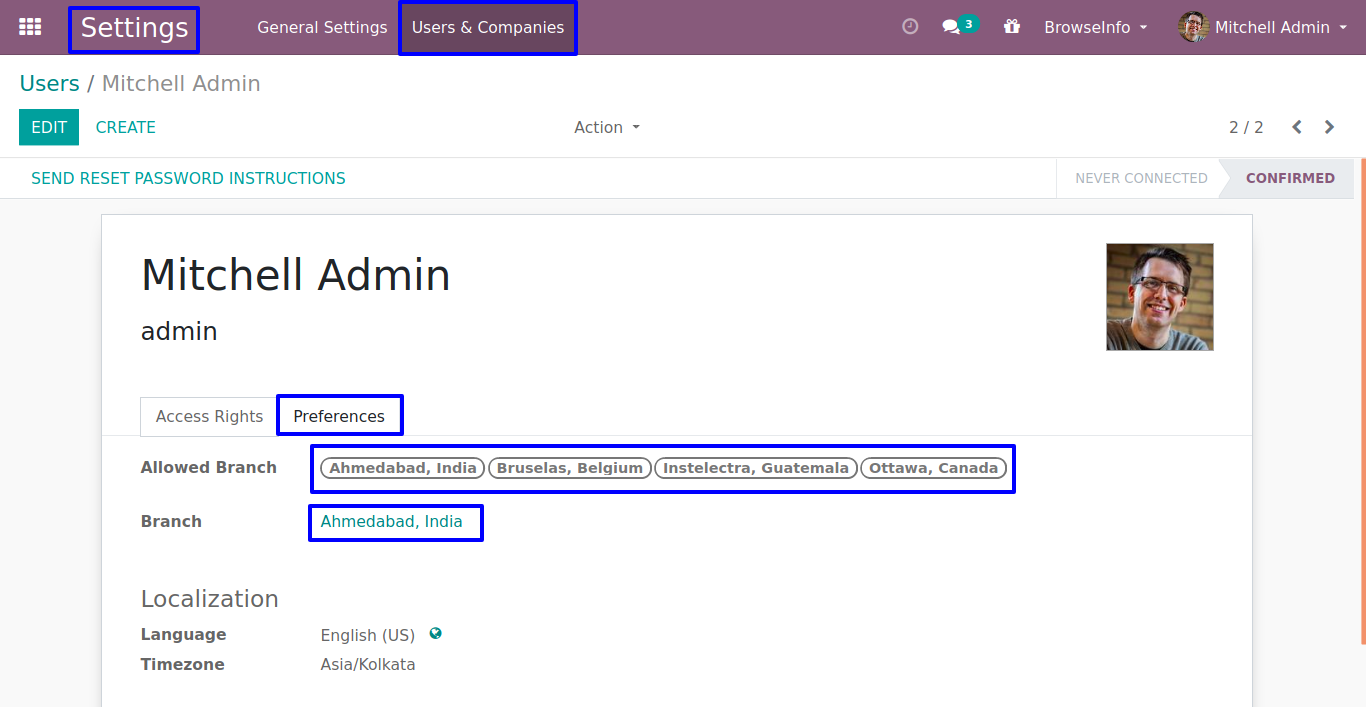 Settings General Settings Users & Companies 3 BrowseInfo Mitchell Admin
Users / Mitchell Admin
EDIT CREATE Action 2 / 2
SEND RESET PASSWORD INSTRUCTIONS NEVER CONNECTED CONFIRMED
Mitchell Admin
admin
Access Rights Preferences
Allowed Branch Ahmedabad, India Bruselas, Belgium Instelectra, Guatemala Ottawa, Canada
Branch Ahmedabad, India
Localization
Language English (US)
Timezone Asia/Kolkata